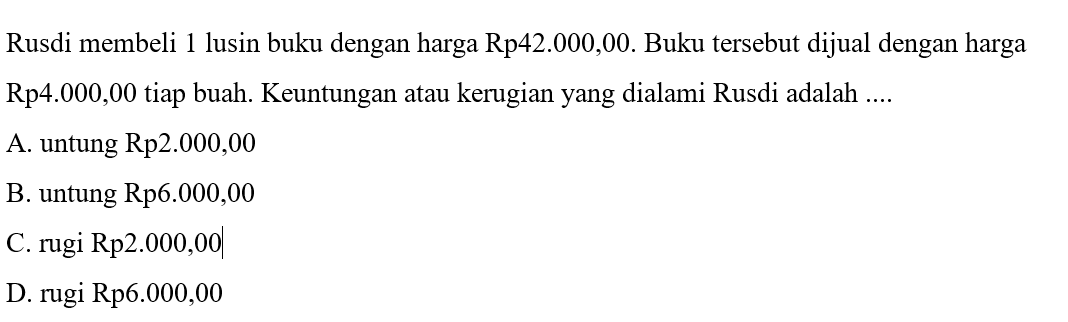 Rusdi membeli 1 lusin buku dengan harga Rp42.000,00. Buku tersebut dijual dengan harga
Rp4.000,00 tiap buah. Keuntungan atau kerugian yang dialami Rusdi adalah ....
A. untung Rp2.000,00
B. untung Rp6.000,00
C. rugi Rp2.000,00
D. rugi Rp6.000,00